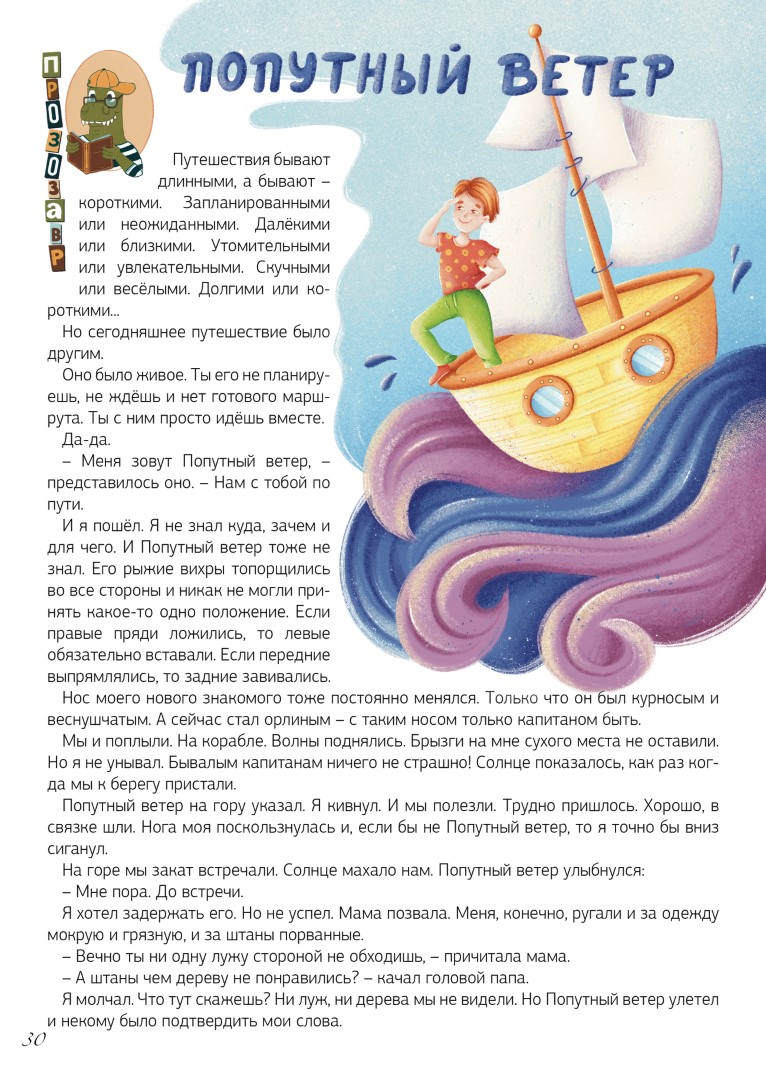 ПОПУТНЫЙ ВЕТЕР
ПРОЗОЗАВР
Путешествия бывают
длинными, а бывают –
короткими. Запланированными
или неожиданными. Далёкими
или близкими. Утомительными
или увлекательными. Скучными
или весёлыми. Долгими или ко-
роткими...
Но сегодняшнее путешествие было
другим.
Оно было живое. Ты его не планиру-
ешь, не ждёшь и нет готового марш-
рута. Ты с ним просто идёшь вместе.
Да-да.
– Меня зовут Попутный ветер, –
представилось оно. – Нам с тобой по
пути.
И я пошёл. Я не знал куда, зачем и
для чего. И Попутный ветер тоже не
знал. Его рыжие вихры топорщились
во все стороны и никак не могли при-
нять какое-то одно положение. Если
правые пряди ложились, то левые
обязательно вставали. Если передние
выпрямлялись, то задние завивались.
Нос моего нового знакомого тоже постоянно менялся. Только что он был курносым и
веснушчатым. А сейчас стал орлиным – с таким носом только капитаном быть.
Мы и поплыли. На корабле. Волны поднялись. Брызги на мне сухого места не оставили.
Но я не унывал. Бывалым капитанам ничего не страшно! Солнце показалось, как раз ког-
да мы к берегу пристали.
Попутный ветер на гору указал. Я кивнул. И мы полезли. Трудно пришлось. Хорошо, в
связке шли. Нога моя поскользнулась и, если бы не Попутный ветер, то я точно бы вниз
сиганул.
На горе мы закат встречали. Солнце махало нам. Попутный ветер улыбнулся:
– Мне пора. До встречи.
Я хотел задержать его. Но не успел. Мама позвала. Меня, конечно, ругали и за одежду
мокрую и грязную, и за штаны порванные.
– Вечно ты ни одну лужу стороной не обходишь, – причитала мама.
– А штаны чем дереву не понравились? – качал головой папа.
Я молчал. Что тут скажешь? Ни луж, ни дерева мы не видели. Но Попутный ветер улетел
и некому было подтвердить мои слова.
30